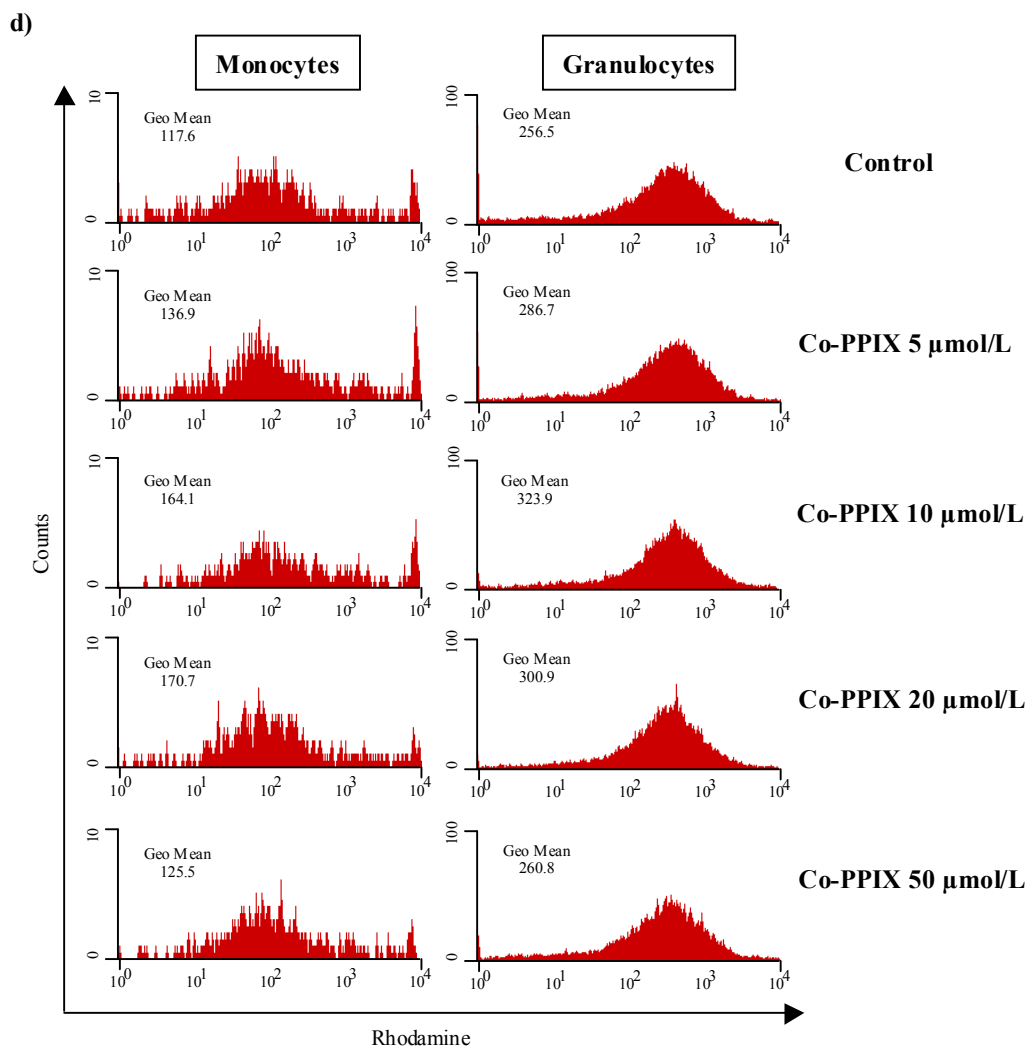 d)
Monocytes
Granulocytes
10
0
Geo Mean
117.6
10^0 10^1 10^2 10^3 10^4
100
0
Geo Mean
256.5
10^0 10^1 10^2 10^3 10^4
Control
10
0
Geo Mean
136.9
10^0 10^1 10^2 10^3 10^4
100
0
Geo Mean
286.7
10^0 10^1 10^2 10^3 10^4
Co-PPIX 5 µmol/L
10
0
Geo Mean
164.1
10^0 10^1 10^2 10^3 10^4
100
0
Geo Mean
323.9
10^0 10^1 10^2 10^3 10^4
Co-PPIX 10 µmol/L
10
0
Geo Mean
170.7
10^0 10^1 10^2 10^3 10^4
100
0
Geo Mean
300.9
10^0 10^1 10^2 10^3 10^4
Co-PPIX 20 µmol/L
10
0
Geo Mean
125.5
10^0 10^1 10^2 10^3 10^4
100
0
Geo Mean
260.8
10^0 10^1 10^2 10^3 10^4
Co-PPIX 50 µmol/L
Counts
Rhodamine